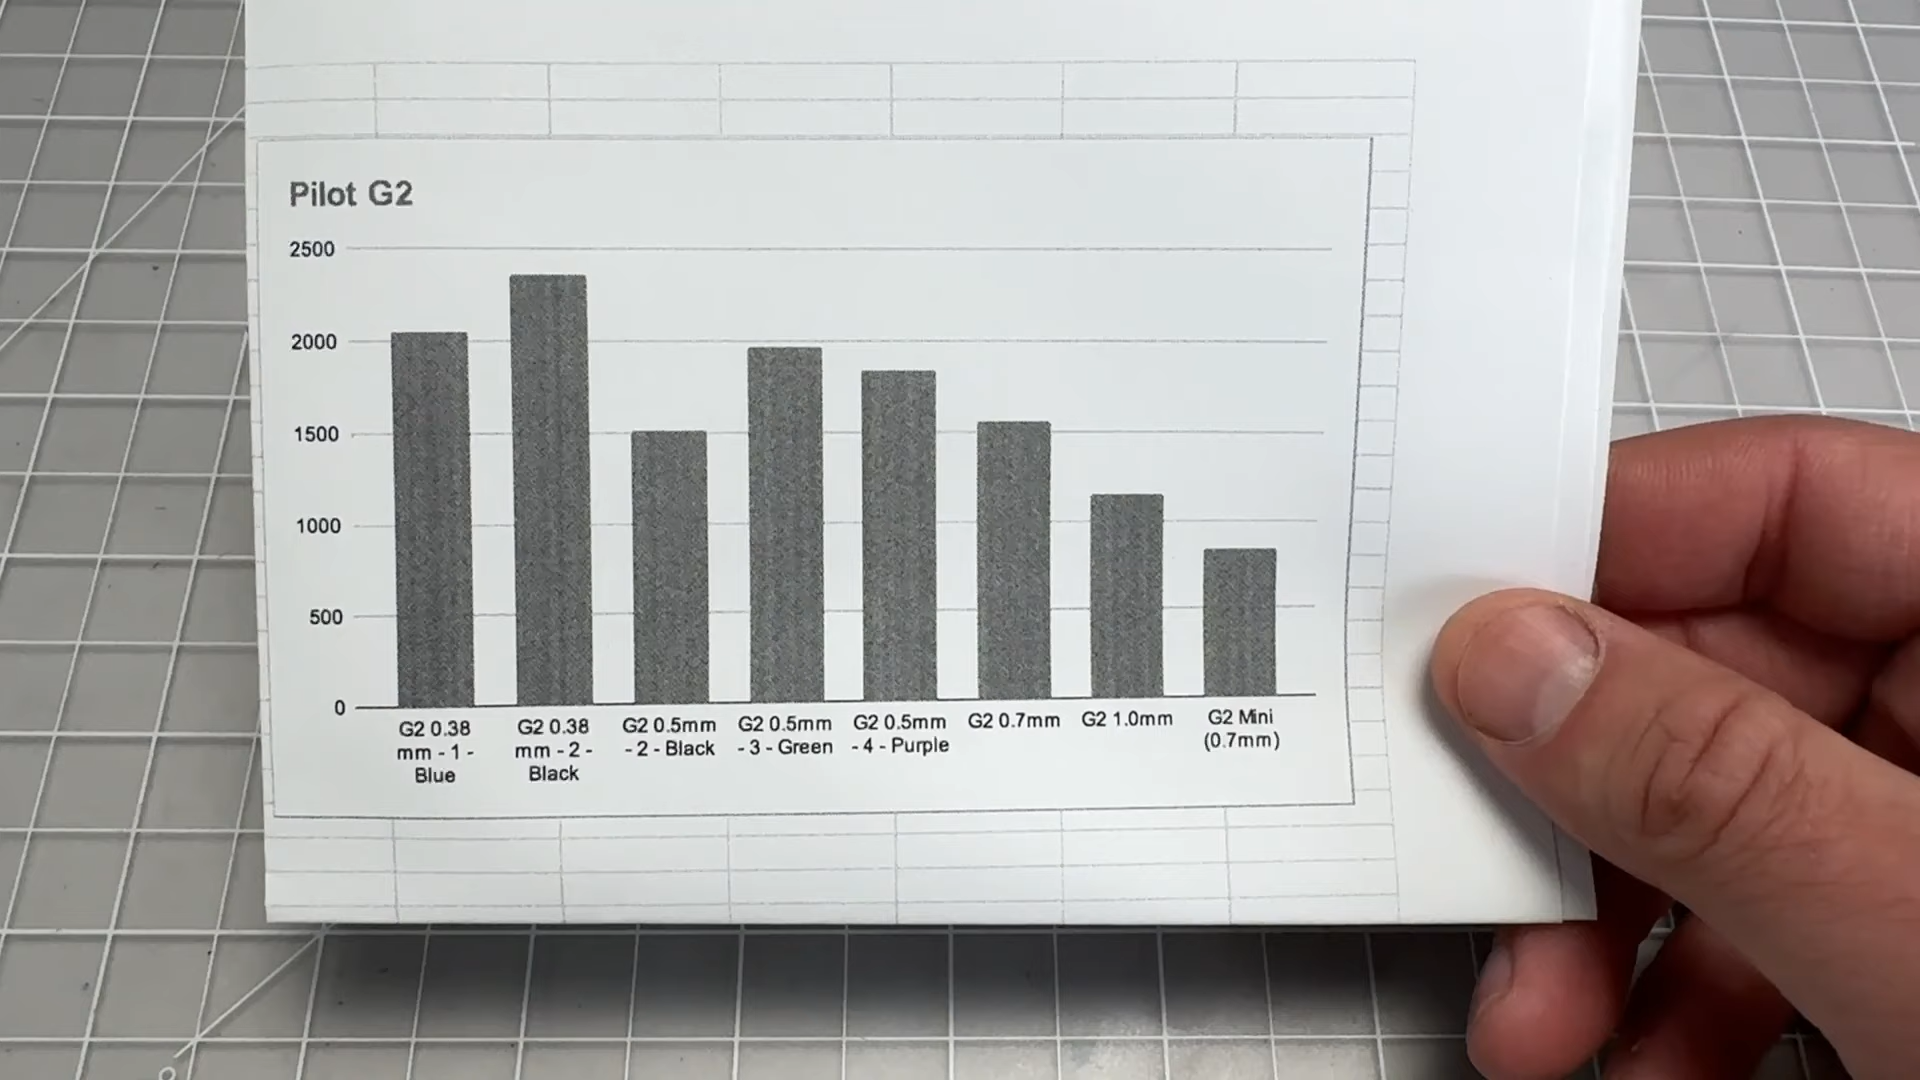 Pilot G2
2500
2000
1500
1000
500
0
G2 0.38
mm - 1 -
Blue
G2 0.38
mm - 2 -
Black
G2 0.5mm
- 2 - Black
G2 0.5mm
- 3 - Green
G2 0.5mm
- 4 - Purple
G2 0.7mm
G2 1.0mm
G2 Mini
(0.7mm)